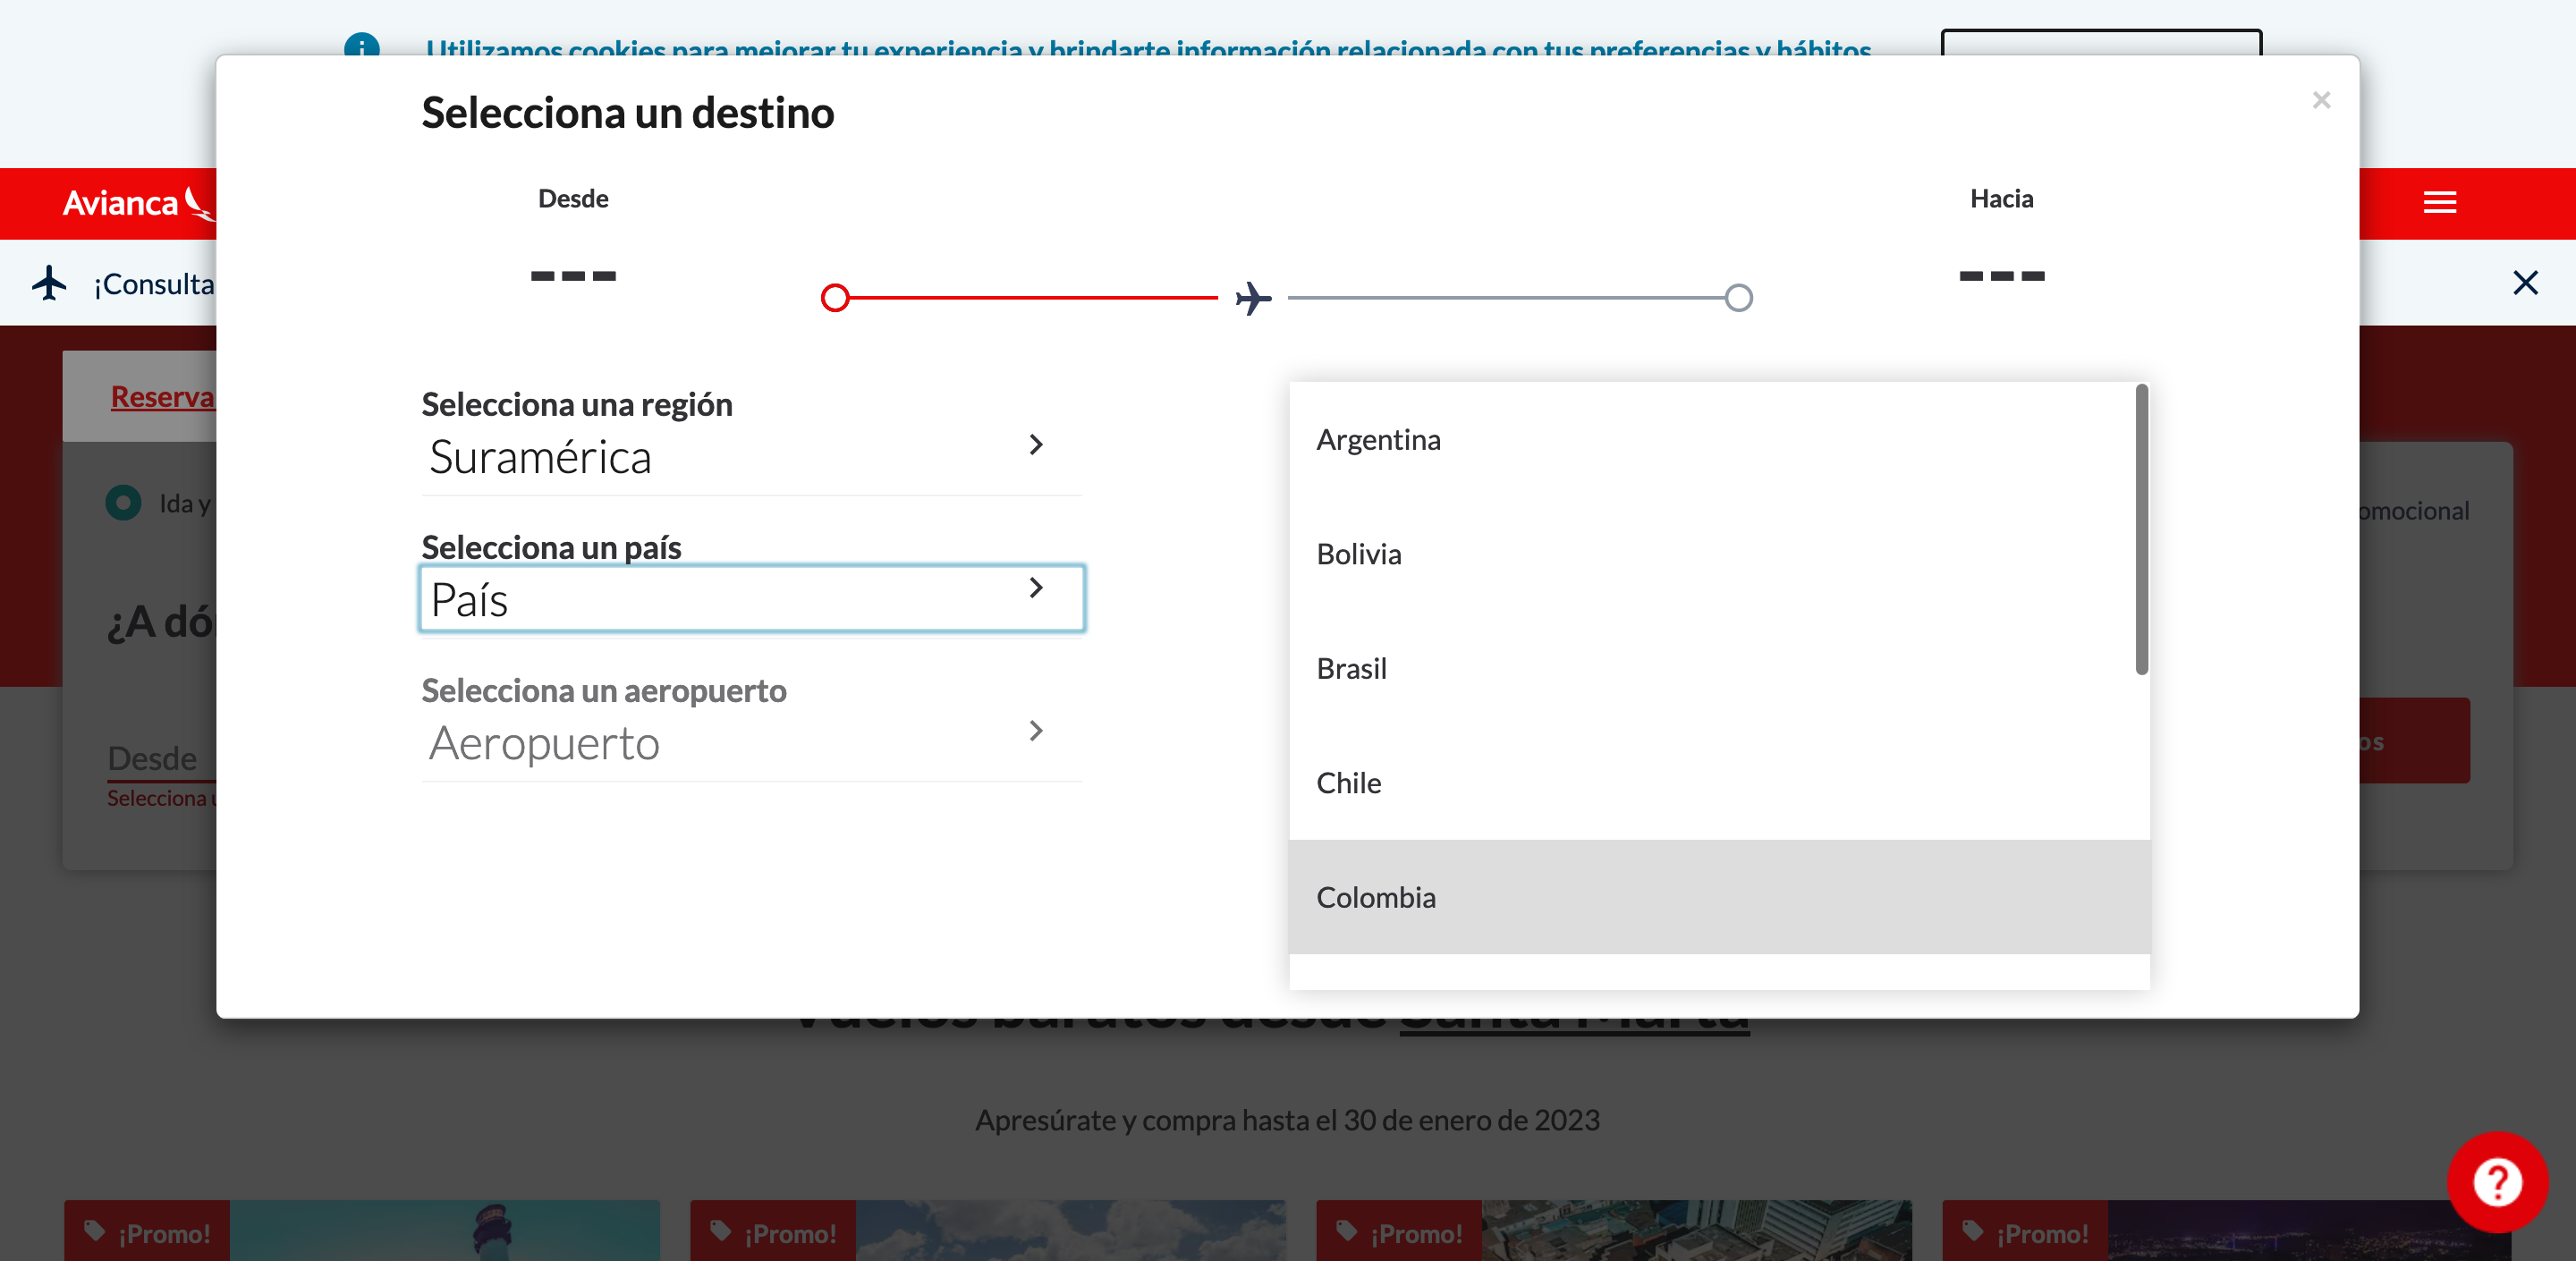 Utilizamos cookies para mejorar tu experiencia y brindarte información relacionada con tus preferencias y hábitos
Selecciona un destino
×
Desde
Hacia
Avianca
---
---
¡Consulta
Reserva
Selecciona una región
Suramérica
Argentina
Ida y
omocional
Selecciona un país
País
Bolivia
¿A dó
Brasil
Selecciona un aeropuerto
Aeropuerto
Desde
os
Selecciona
Chile
Colombia
Vuelos baratos desde Santa Marta
Apresúrate y compra hasta el 30 de enero de 2023
¡Promo!
¡Promo!
¡Promo!
¡Promo!
?